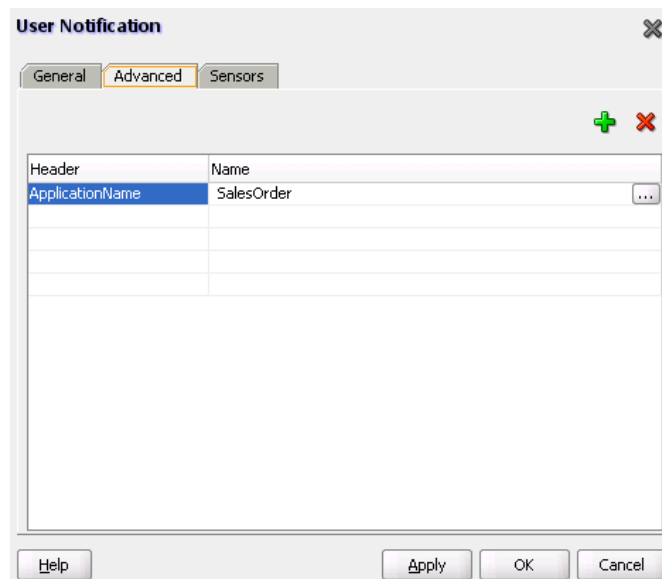 User Notification
General Advanced Sensors
Header Name
ApplicationName SalesOrder ...
Help Apply OK Cancel